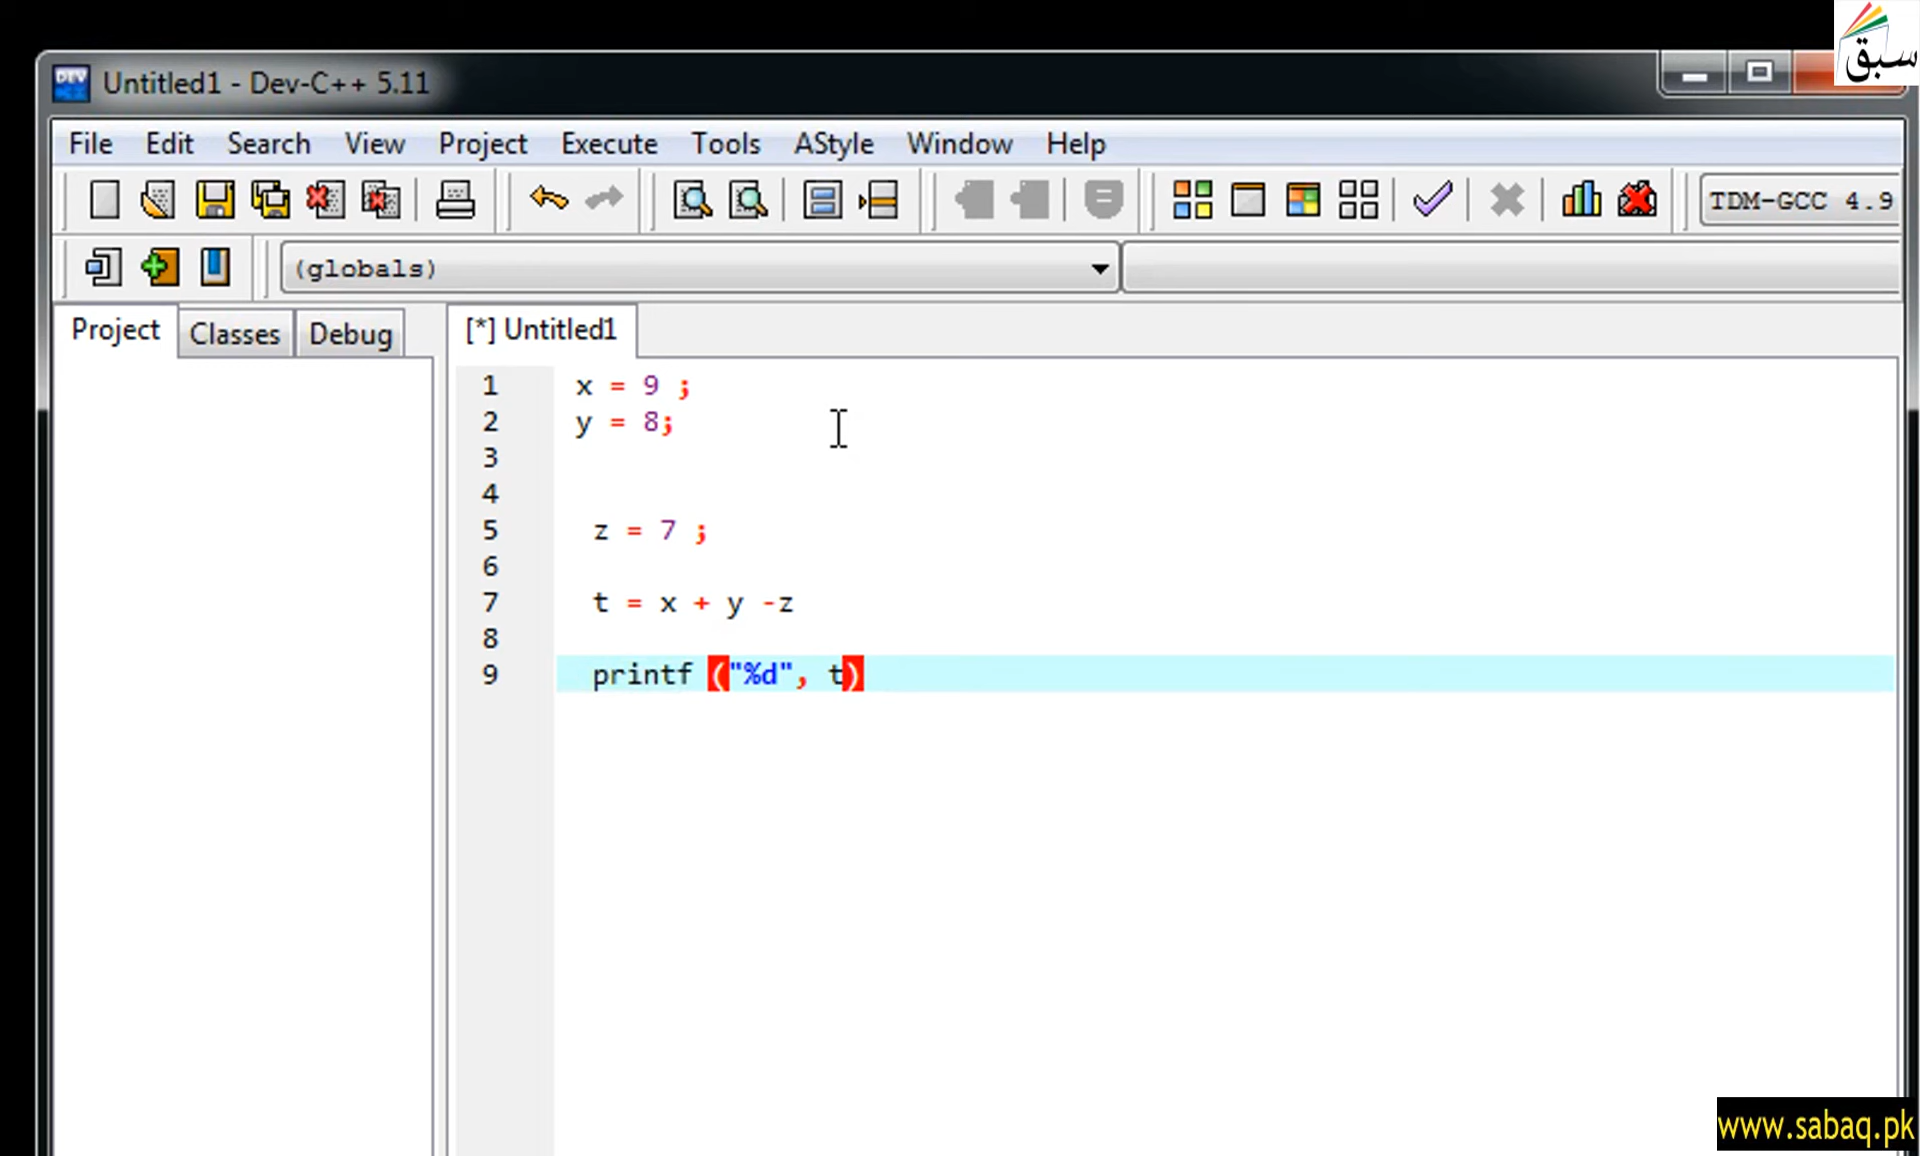 سبق
Untitled1 - Dev-C++ 5.11
File Edit Search View Project Execute Tools AStyle Window Help
TDM-GCC 4.9
(globals)
Project Classes Debug [*] Untitled1
1 x = 9 ;
2 y = 8;
3
4
5 z = 7 ;
6
7 t = x + y -z
8
9 printf ("%d", t)
www.sabaq.pk